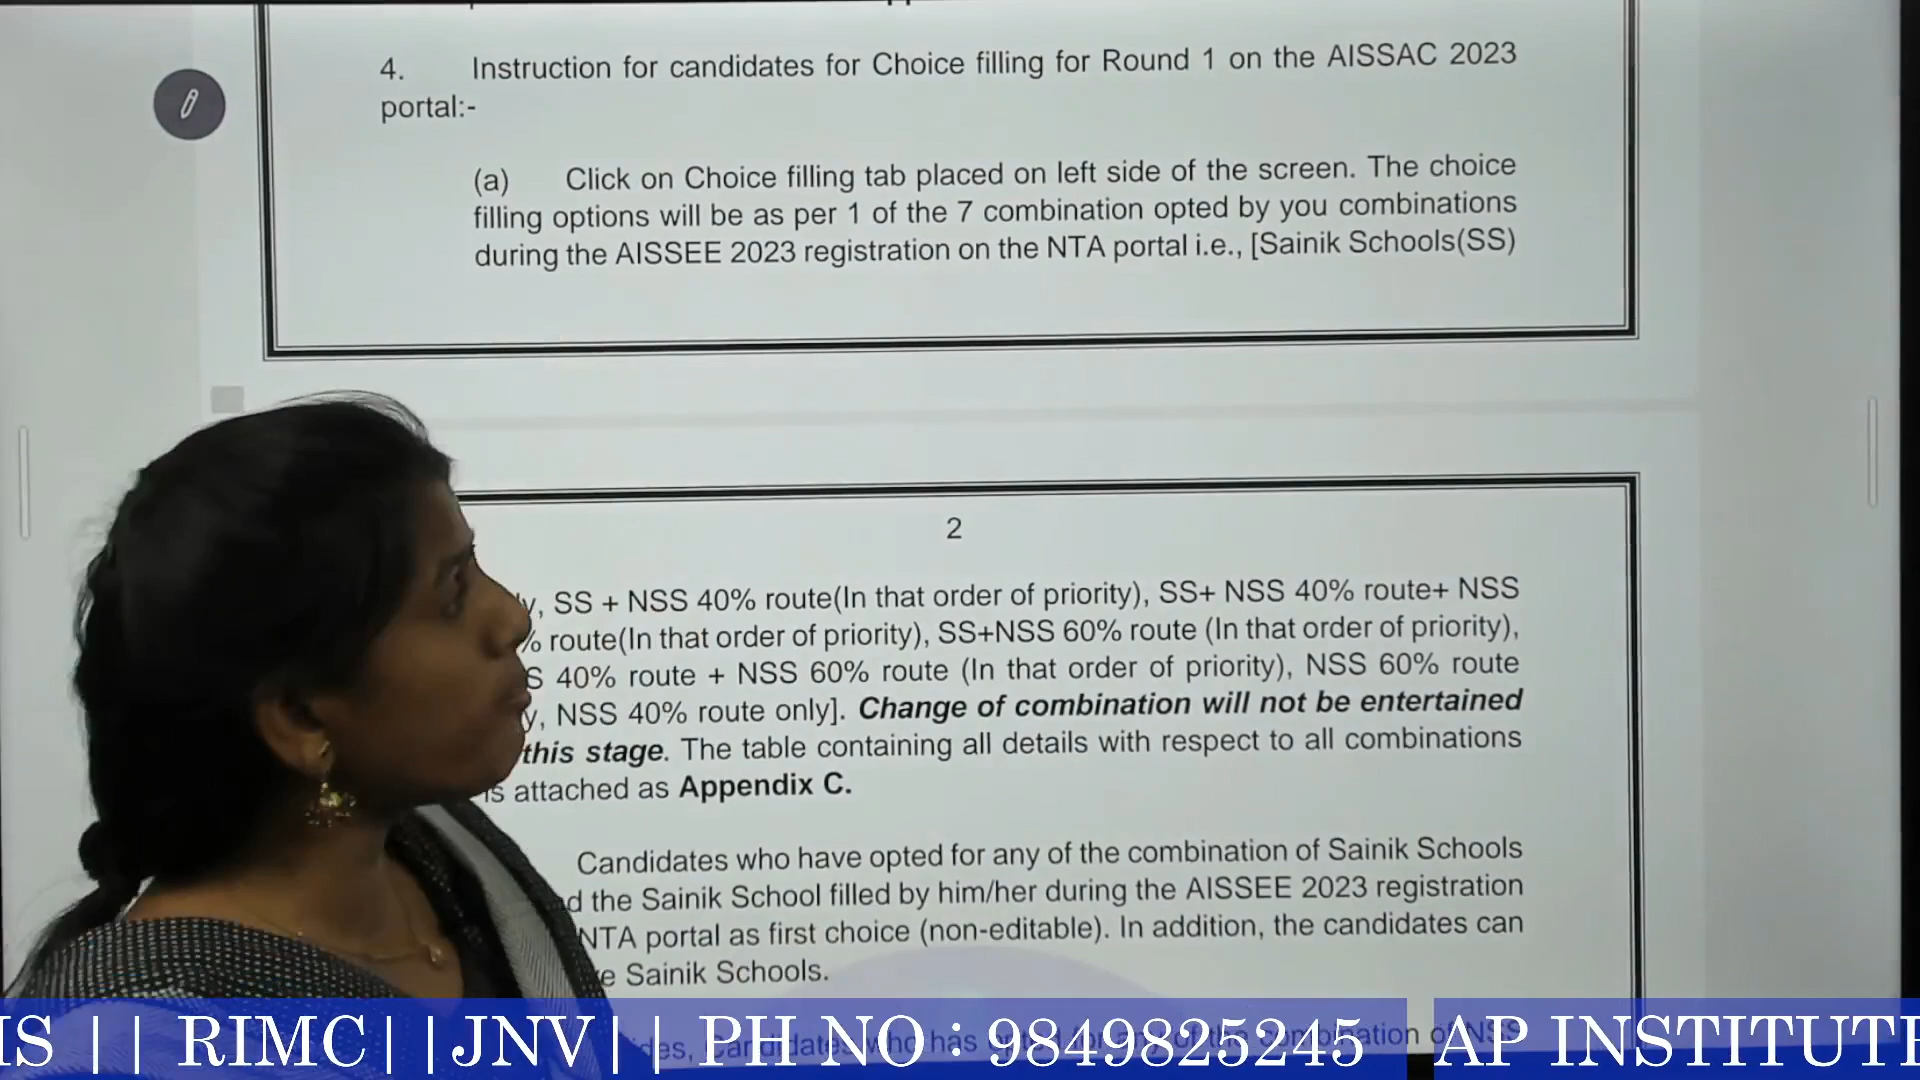 4. Instruction for candidates for Choice filling for Round 1 on the AISSAC 2023
portal:-
(a) Click on Choice filling tab placed on left side of the screen. The choice
filling options will be as per 1 of the 7 combination opted by you combinations
during the AISSEE 2023 registration on the NTA portal i.e., [Sainik Schools(SS)
2
SS + NSS 40% route(In that order of priority), SS+ NSS 40% route+ NSS
% route(In that order of priority), SS+NSS 60% route (In that order of priority),
S 40% route + NSS 60% route (In that order of priority), NSS 60% route
y, NSS 40% route only]. Change of combination will not be entertained
this stage. The table containing all details with respect to all combinations
is attached as Appendix C.
Candidates who have opted for any of the combination of Sainik Schools
the Sainik School filled by him/her during the AISSEE 2023 registration
NTA portal as first choice (non-editable). In addition, the candidates can
Sainik Schools.
IS || RIMC||JNV|| PH NO : 9849825245 AP INSTITUTE